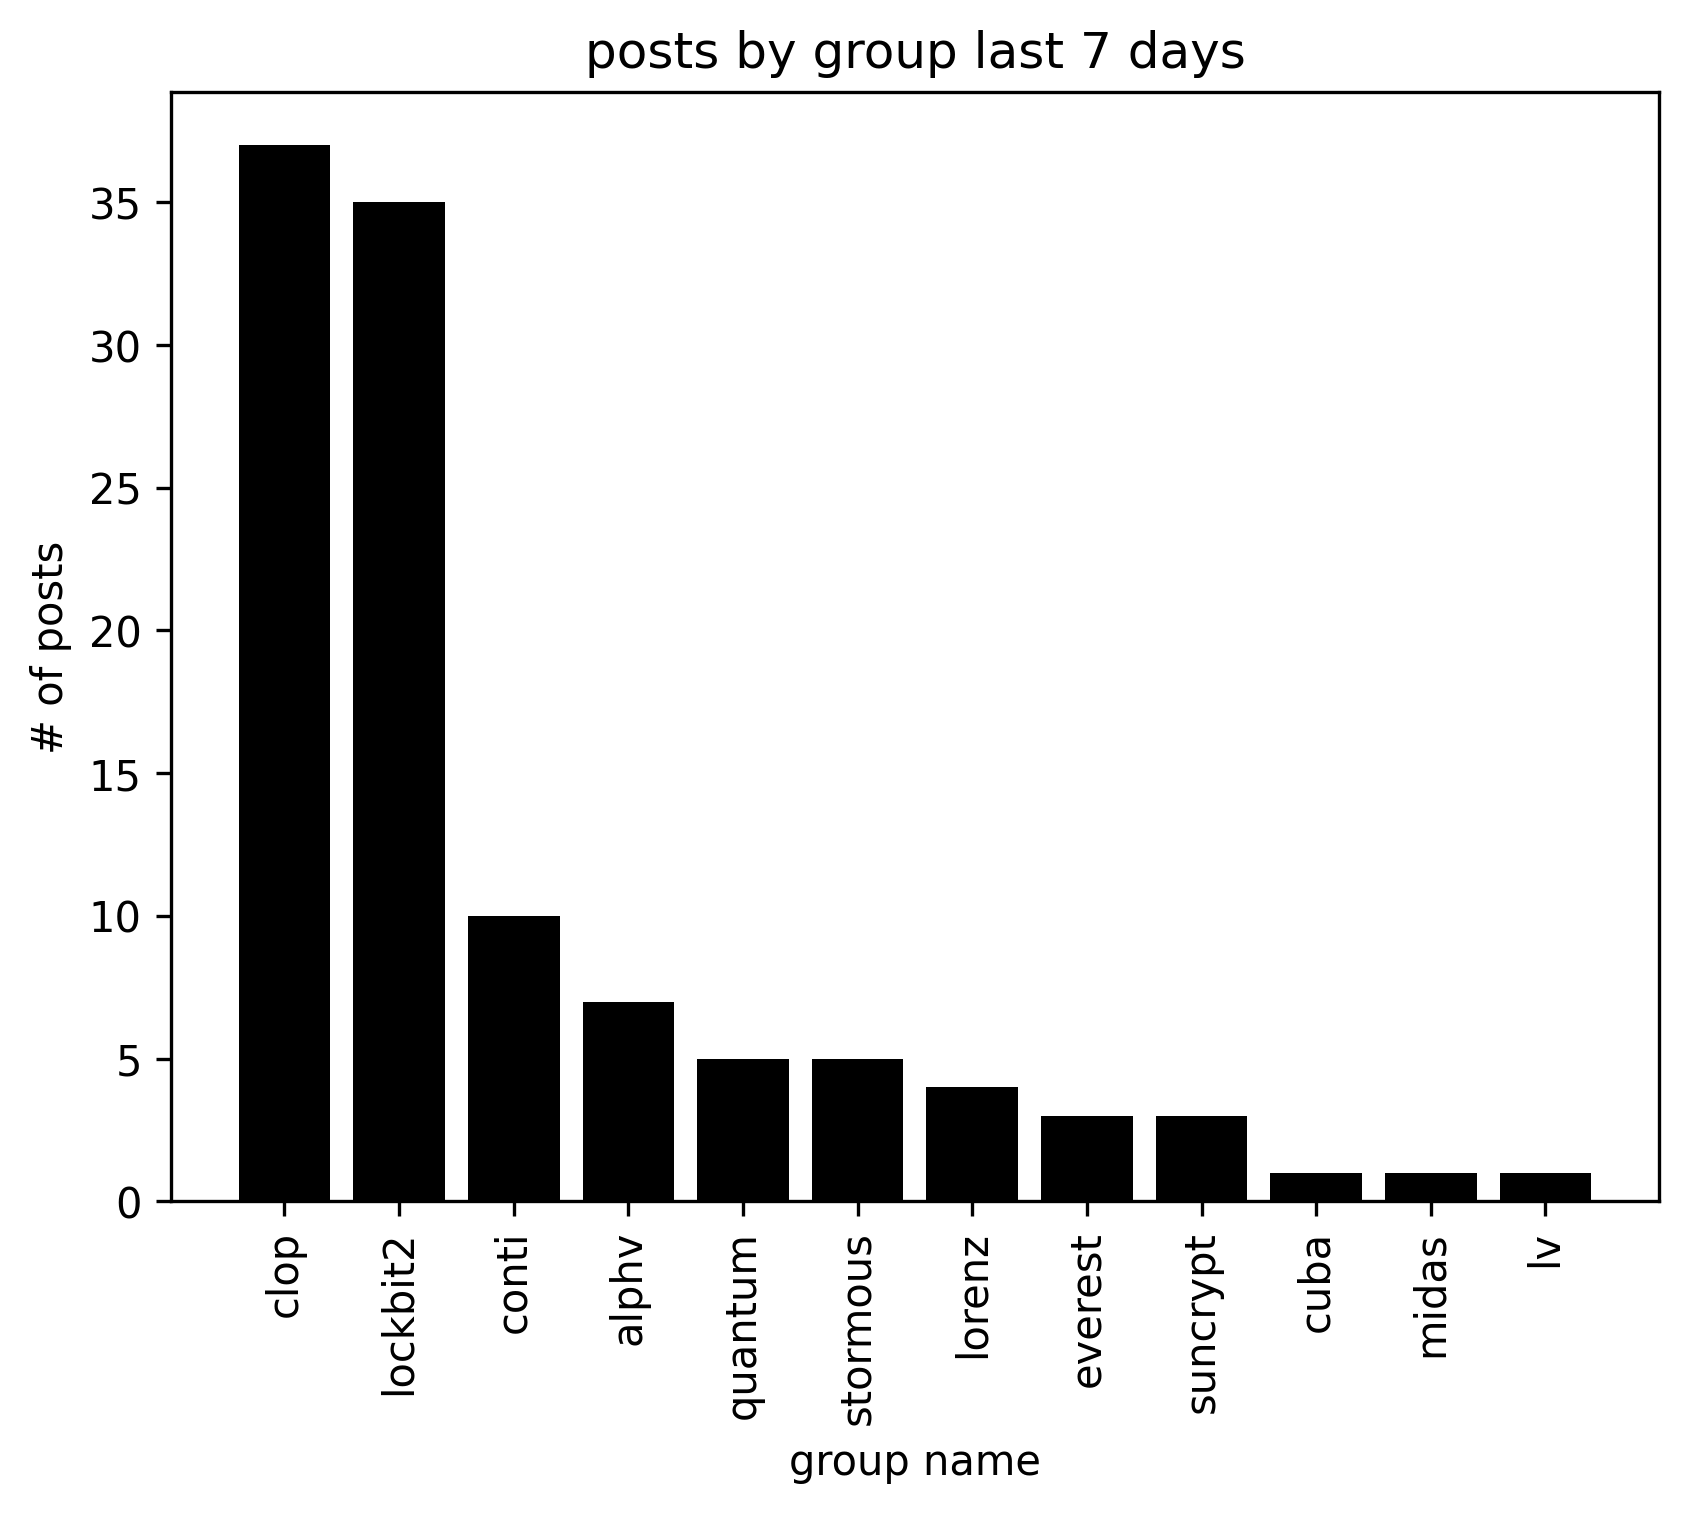 posts by group last 7 days
# of posts
35
30
25
20
15
10
5
0
clop
lockbit2
conti
alphv
quantum
stormous
lorenz
everest
suncrypt
cuba
midas
lv
group name